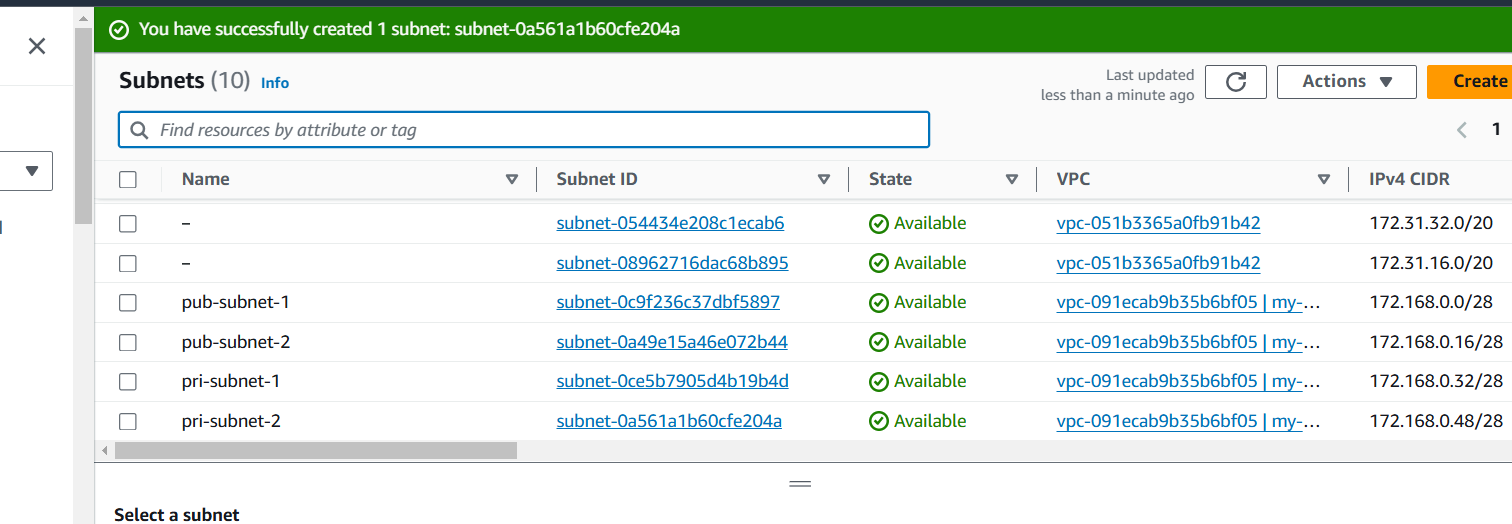 You have successfully created 1 subnet: subnet-0a561a1b60cfe204a
Subnets (10) Info
Last updated
less than a minute ago
Actions
Create
Find resources by attribute or tag
1
Name Subnet ID State VPC IPv4 CIDR
– subnet-054434e208c1ecab6 Available vpc-051b3365a0fb91b42 172.31.32.0/20
– subnet-08962716dac68b895 Available vpc-051b3365a0fb91b42 172.31.16.0/20
pub-subnet-1 subnet-0c9f236c37dbf5897 Available vpc-091ecab9b35b6bf05 | my-… 172.168.0.0/28
pub-subnet-2 subnet-0a49e15a46e072b44 Available vpc-091ecab9b35b6bf05 | my-… 172.168.0.16/28
pri-subnet-1 subnet-0ce5b7905d4b19b4d Available vpc-091ecab9b35b6bf05 | my-… 172.168.0.32/28
pri-subnet-2 subnet-0a561a1b60cfe204a Available vpc-091ecab9b35b6bf05 | my-… 172.168.0.48/28
Select a subnet